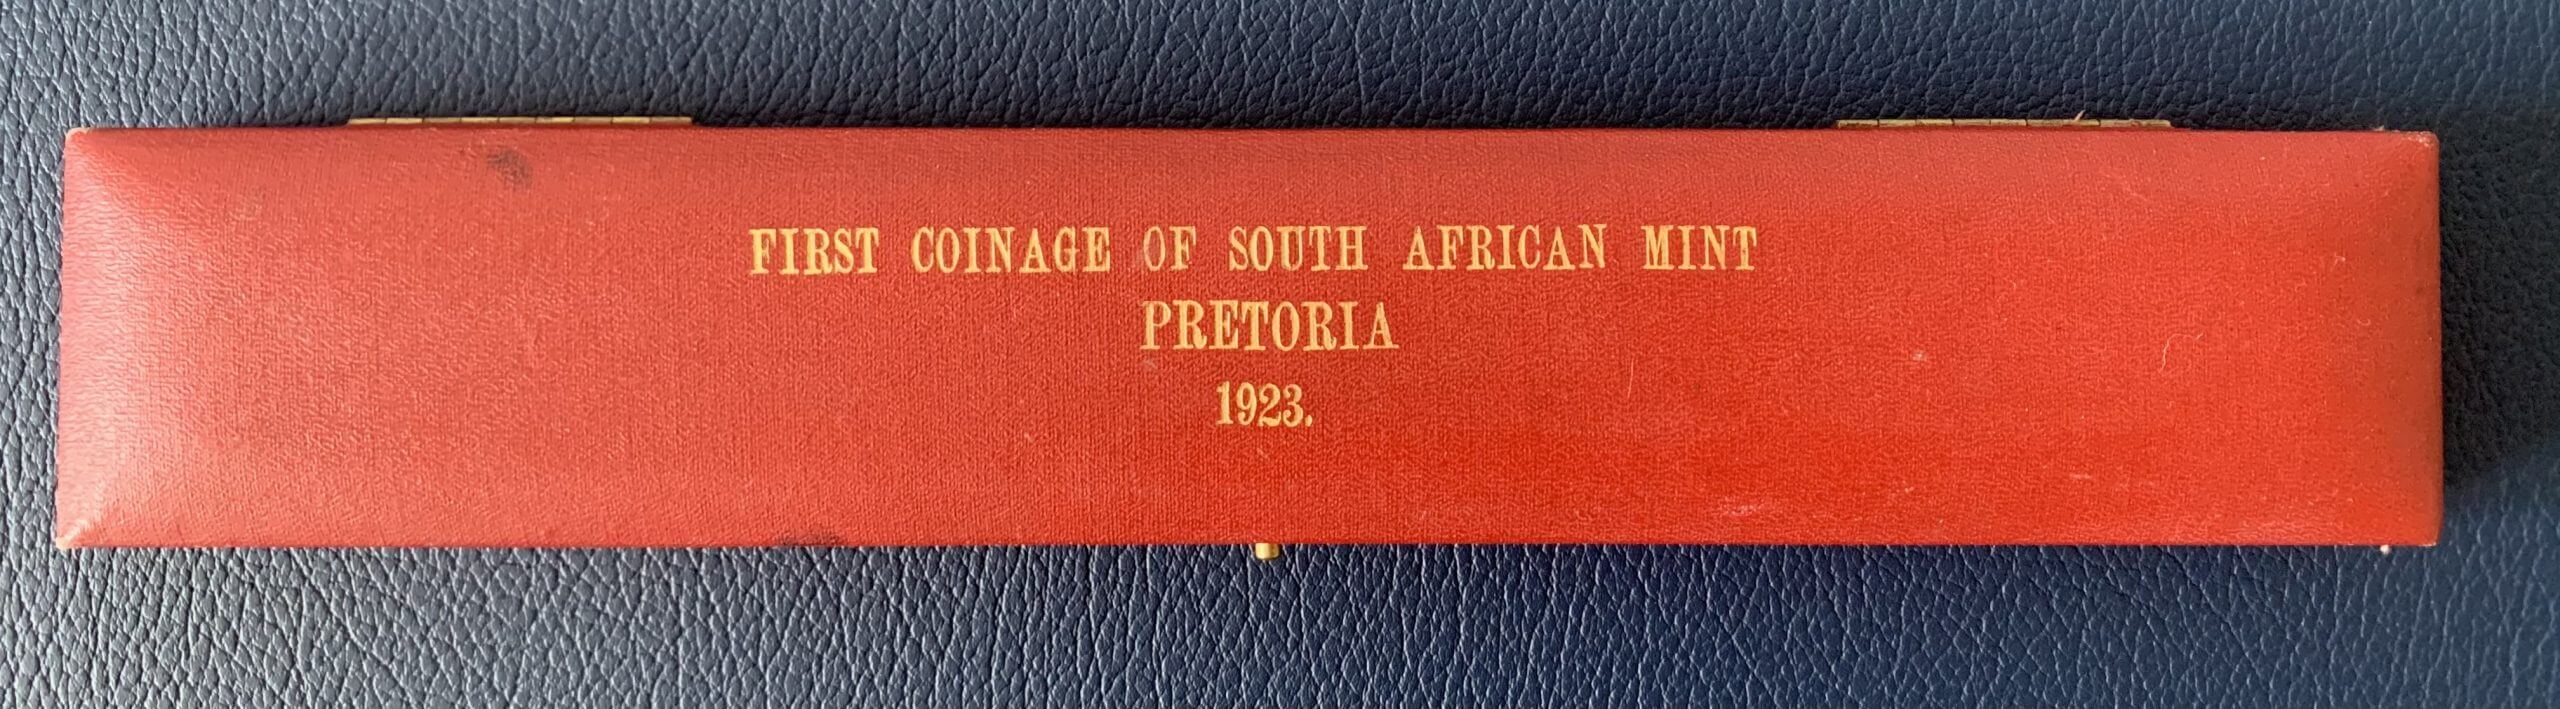 FIRST COINAGE OF SOUTH AFRICAN MINT
PRETORIA
1923.